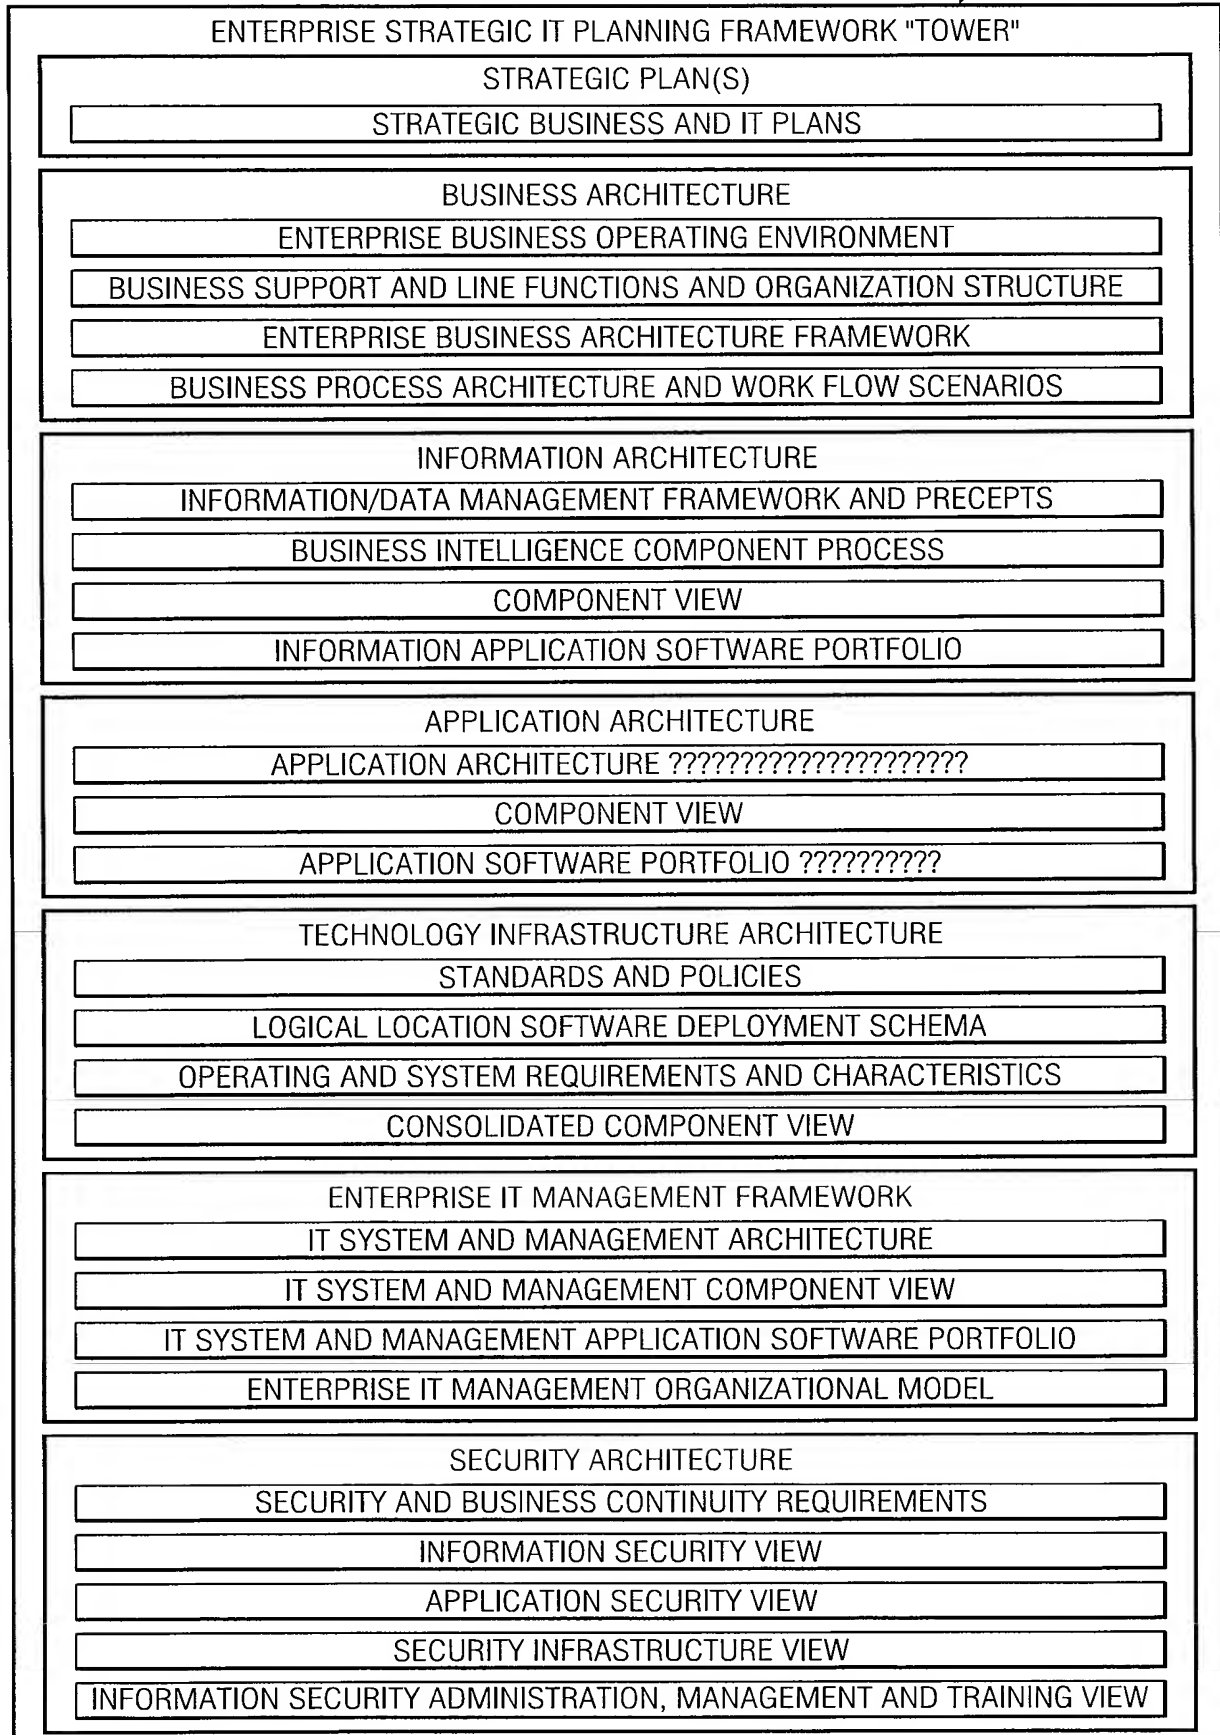 ENTERPRISE STRATEGIC IT PLANNING FRAMEWORK "TOWER"
STRATEGIC PLAN(S)
STRATEGIC BUSINESS AND IT PLANS
BUSINESS ARCHITECTURE
ENTERPRISE BUSINESS OPERATING ENVIRONMENT
BUSINESS SUPPORT AND LINE FUNCTIONS AND ORGANIZATION STRUCTURE
ENTERPRISE BUSINESS ARCHITECTURE FRAMEWORK
BUSINESS PROCESS ARCHITECTURE AND WORK FLOW SCENARIOS
INFORMATION ARCHITECTURE
INFORMATION/DATA MANAGEMENT FRAMEWORK AND PRECEPTS
BUSINESS INTELLIGENCE COMPONENT PROCESS
COMPONENT VIEW
INFORMATION APPLICATION SOFTWARE PORTFOLIO
APPLICATION ARCHITECTURE
APPLICATION ARCHITECTURE ?????????????????????
COMPONENT VIEW
APPLICATION SOFTWARE PORTFOLIO ??????????
TECHNOLOGY INFRASTRUCTURE ARCHITECTURE
STANDARDS AND POLICIES
LOGICAL LOCATION SOFTWARE DEPLOYMENT SCHEMA
OPERATING AND SYSTEM REQUIREMENTS AND CHARACTERISTICS
CONSOLIDATED COMPONENT VIEW
ENTERPRISE IT MANAGEMENT FRAMEWORK
IT SYSTEM AND MANAGEMENT ARCHITECTURE
IT SYSTEM AND MANAGEMENT COMPONENT VIEW
IT SYSTEM AND MANAGEMENT APPLICATION SOFTWARE PORTFOLIO
ENTERPRISE IT MANAGEMENT ORGANIZATIONAL MODEL
SECURITY ARCHITECTURE
SECURITY AND BUSINESS CONTINUITY REQUIREMENTS
INFORMATION SECURITY VIEW
APPLICATION SECURITY VIEW
SECURITY INFRASTRUCTURE VIEW
INFORMATION SECURITY ADMINISTRATION, MANAGEMENT AND TRAINING VIEW